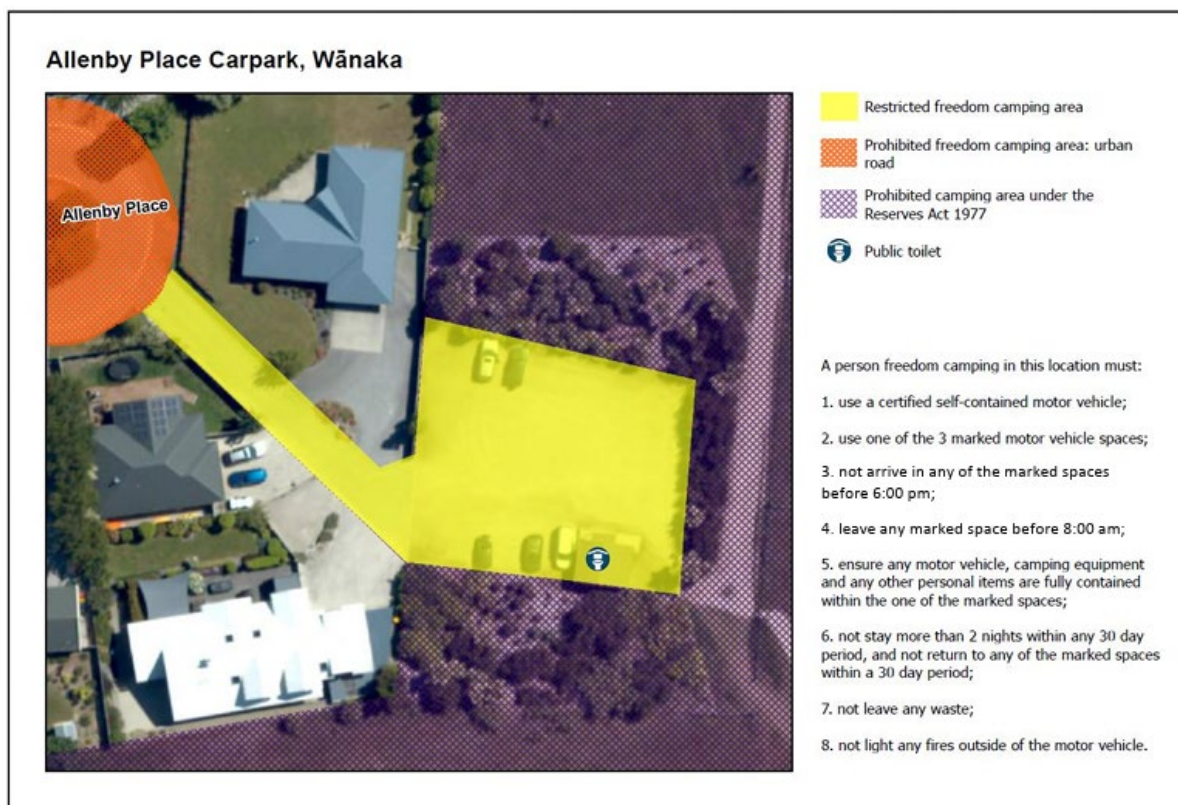 Allenby Place Carpark, Wānaka
Allenby Place
Restricted freedom camping area
Prohibited freedom camping area: urban
road
Prohibited camping area under the
Reserves Act 1977
Public toilet
A person freedom camping in this location must:
1. use a certified self-contained motor vehicle;
2. use one of the 3 marked motor vehicle spaces;
3. not arrive in any of the marked spaces
before 6:00 pm;
4. leave any marked space before 8:00 am;
5. ensure any motor vehicle, camping equipment
and any other personal items are fully contained
within the one of the marked spaces;
6. not stay more than 2 nights within any 30 day
period, and not return to any of the marked spaces
within a 30 day period;
7. not leave any waste;
8. not light any fires outside of the motor vehicle.